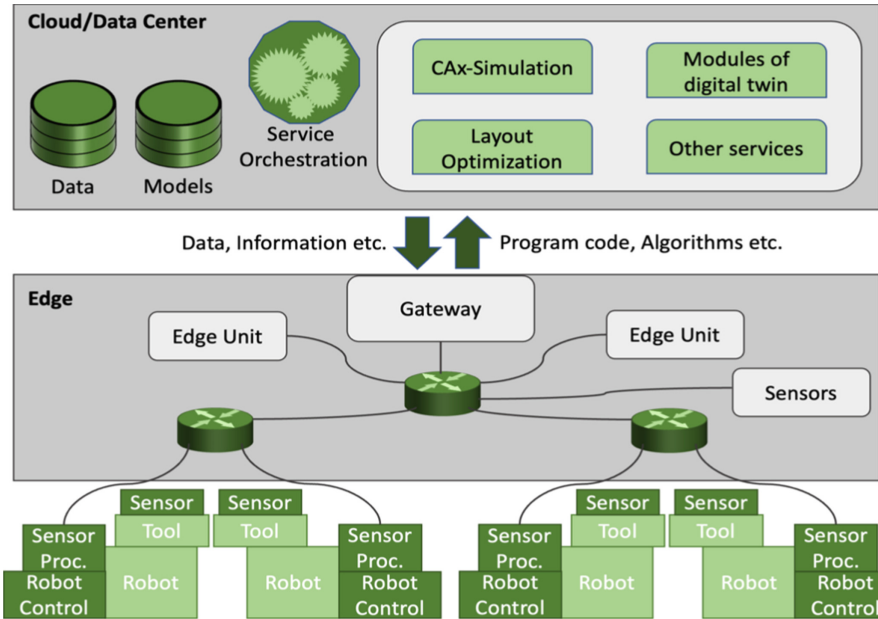 Cloud/Data Center
Data
Models
Service
Orchestration
CAx-Simulation
Modules of
digital twin
Layout
Optimization
Other services
Data, Information etc.
Program code, Algorithms etc.
Edge
Gateway
Edge Unit
Edge Unit
Sensors
Sensor
Tool
Sensor
Proc.
Robot
Control
Robot
Sensor
Tool
Robot
Sensor
Proc.
Robot
Control
Sensor
Tool
Sensor
Proc.
Robot
Control
Robot
Sensor
Tool
Robot
Sensor
Proc.
Robot
Control